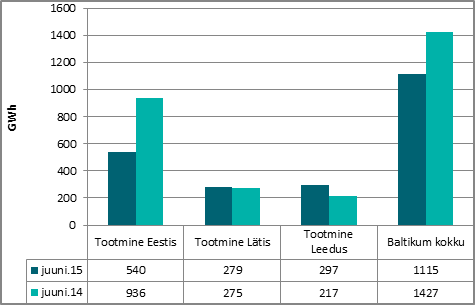 1600
1400
1200
1000
800
600
400
200
0
GWh
Tootmine Eestis Tootmine Lätis Tootmine Leedus Baltikum kokku
juuni.15 540 279 297 1115
juuni.14 936 275 217 1427